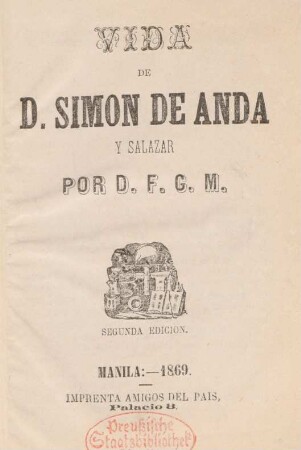 VIDA
DE
D. SIMON DE ANDA
Y SALAZAR
POR D. F. G. M.
SEGUNDA EDICION.
MANILA:—1869.
IMPRENTA AMIGOS DEL PAIS,
Palacio 8.
Preußische
Staatsbibliothek